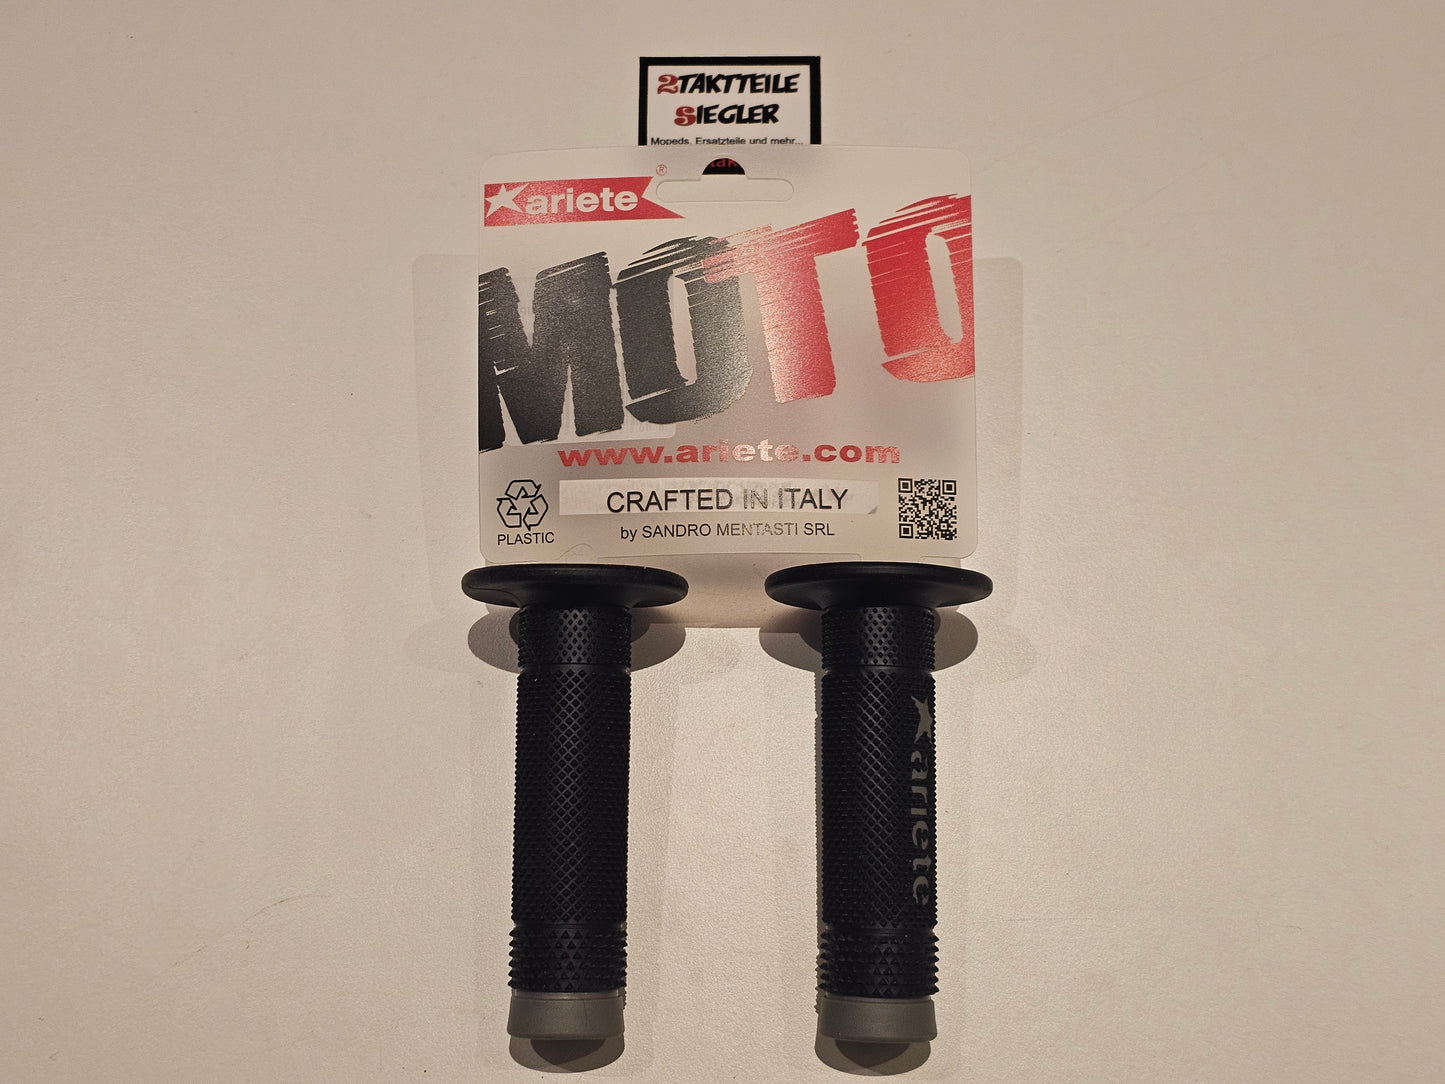 2TAKTTEILE
SIEGLER
Mopeds, Ersatzteile und mehr...
ariete®
MOTO
www.ariete.com
CRAFTED IN ITALY
by SANDRO MENTASTI SRL
PLASTIC
ariete